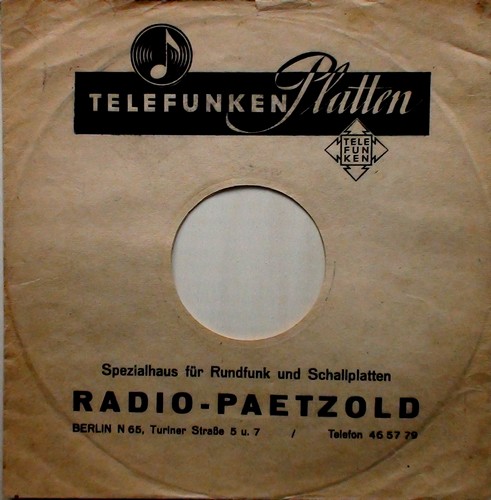 TELEFUNKEN Platten
TELE
FUN
KEN
Spezialhaus für Rundfunk und Schallplatten
RADIO-PAETZOLD
BERLIN N 65, Turiner Straße 5 u. 7 / Telefon 46 57 79